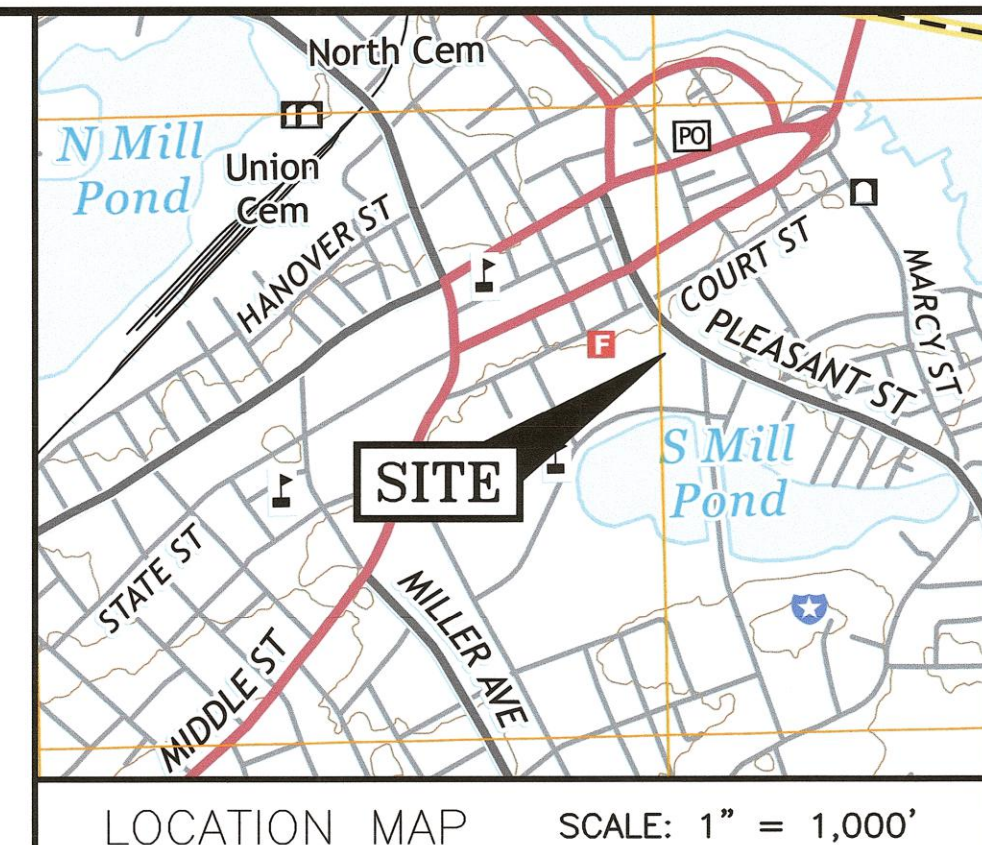 North Cem
N Mill
Pond
Union
Cem
PO
HANOVER ST
COURT ST
MARCY ST
PLEASANT ST
F
S Mill
Pond
SITE
STATE ST
MILLER AVE
MIDDLE ST
LOCATION MAP SCALE: 1" = 1,000'